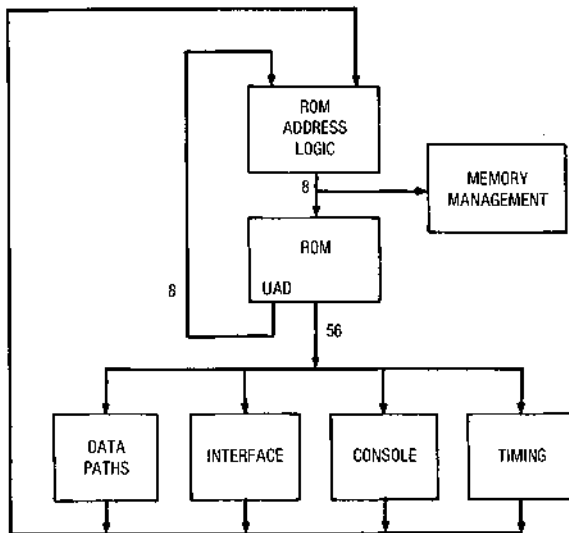 ROM
ADDRESS
LOGIC
8
MEMORY
MANAGEMENT
ROM
UAD
8
56
DATA
PATHS
INTERFACE
CONSOLE
TIMING